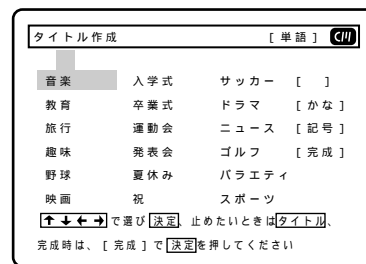 タイトル作成 [単語] CM
音楽 入学式 サッカー [ ]
教育 卒業式 ドラマ [かな]
旅行 運動会 ニュース [記号]
趣味 発表会 ゴルフ [完成]
野球 夏休み バラエティ
映画 祝 スポーツ
↑↓←→で選び 決定、止めたいときはタイトル、
完成時は、[完成]で決定を押してください